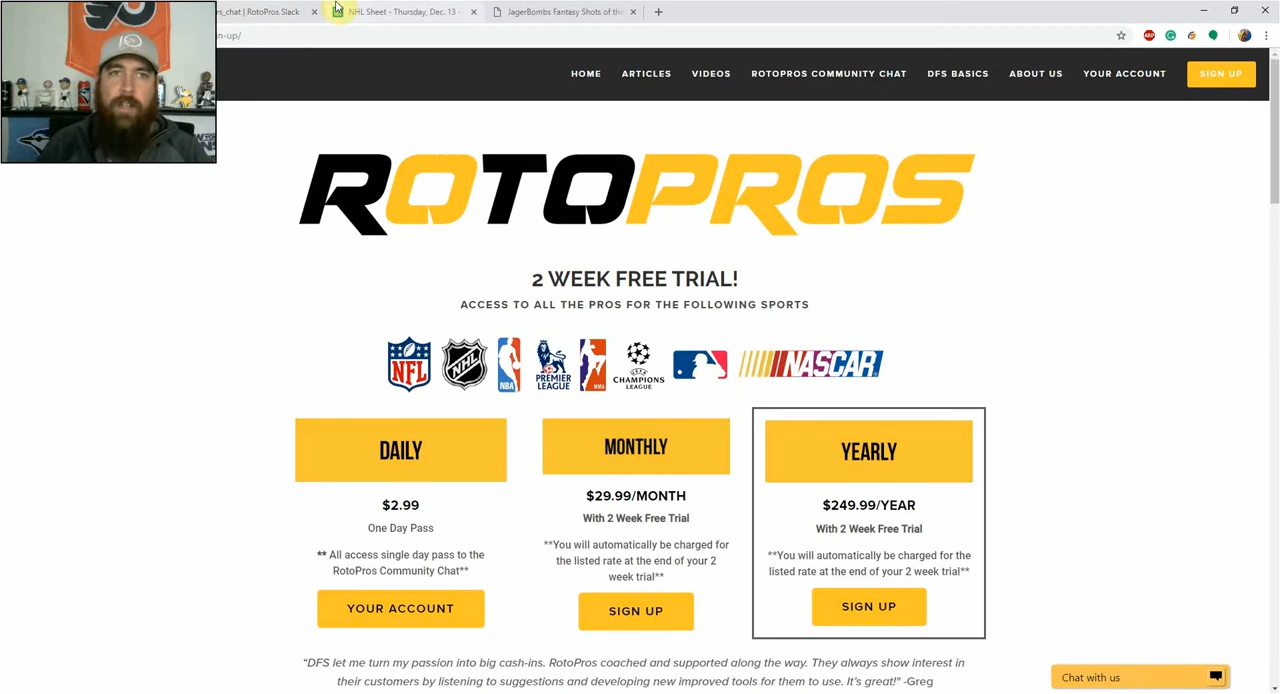 rs_chat | RotoPros Slack
NHL Sheet - Thursday, Dec. 13 -
JagerBombs Fantasy Shots of the
n-up/
HOME ARTICLES VIDEOS ROTOPROS COMMUNITY CHAT DFS BASICS ABOUT US YOUR ACCOUNT SIGN UP
ROTOPROS
2 WEEK FREE TRIAL!
ACCESS TO ALL THE PROS FOR THE FOLLOWING SPORTS
NFL NHL NBA PREMIER LEAGUE MMA CHAMPIONS LEAGUE NASCAR
DAILY
$2.99
One Day Pass
** All access single day pass to the
RotoPros Community Chat**
YOUR ACCOUNT
MONTHLY
$29.99/MONTH
With 2 Week Free Trial
**You will automatically be charged for
the listed rate at the end of your 2
week trial**
SIGN UP
YEARLY
$249.99/YEAR
With 2 Week Free Trial
**You will automatically be charged for the
listed rate at the end of your 2 week trial**
SIGN UP
“DFS let me turn my passion into big cash-ins. RotoPros coached and supported along the way. They always show interest in
their customers by listening to suggestions and developing new improved tools for them to use. It’s great!” -Greg
Chat with us